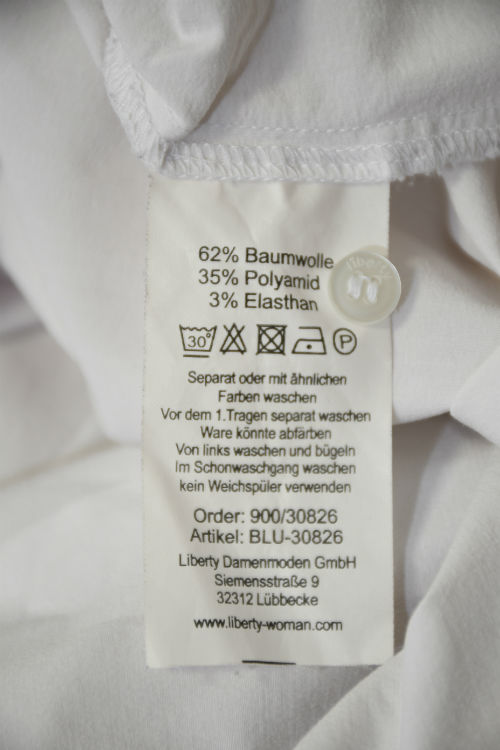 62% Baumwolle
35% Polyamid
3% Elasthan
liberty
30°
P
Separat oder mit ähnlichen
Farben waschen
Vor dem 1.Tragen separat waschen
Ware könnte abfärben
Von links waschen und bügeln
Im Schonwaschgang waschen
kein Weichspüler verwenden
Order: 900/30826
Artikel: BLU-30826
Liberty Damenmoden GmbH
Siemensstraße 9
32312 Lübbecke
www.liberty-woman.com